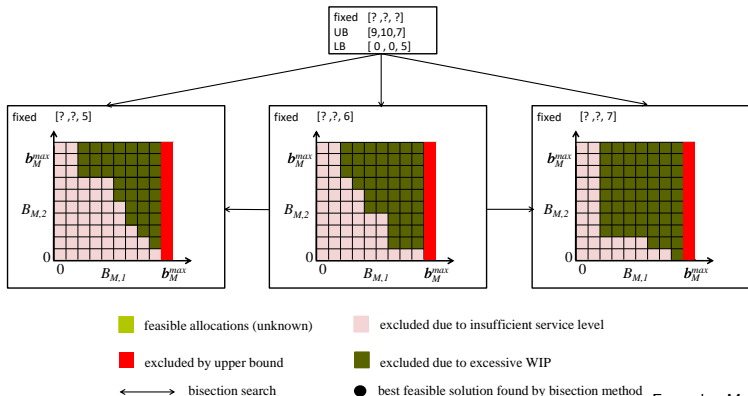 fixed [? ,?, ?]
UB [9,10,7]
LB [ 0 , 0, 5]
fixed [?, ?, 5]
b_M^max
B_M,2
0
0 B_M,1 b_M^max
fixed [?, ?, 6]
b_M^max
B_M,2
0
0 B_M,1 b_M^max
fixed [?, ?, 7]
b_M^max
B_M,2
0
0 B_M,1 b_M^max
feasible allocations (unknown)
excluded due to insufficient service level
excluded by upper bound
excluded due to excessive WIP
bisection search
best feasible solution found by bisection method